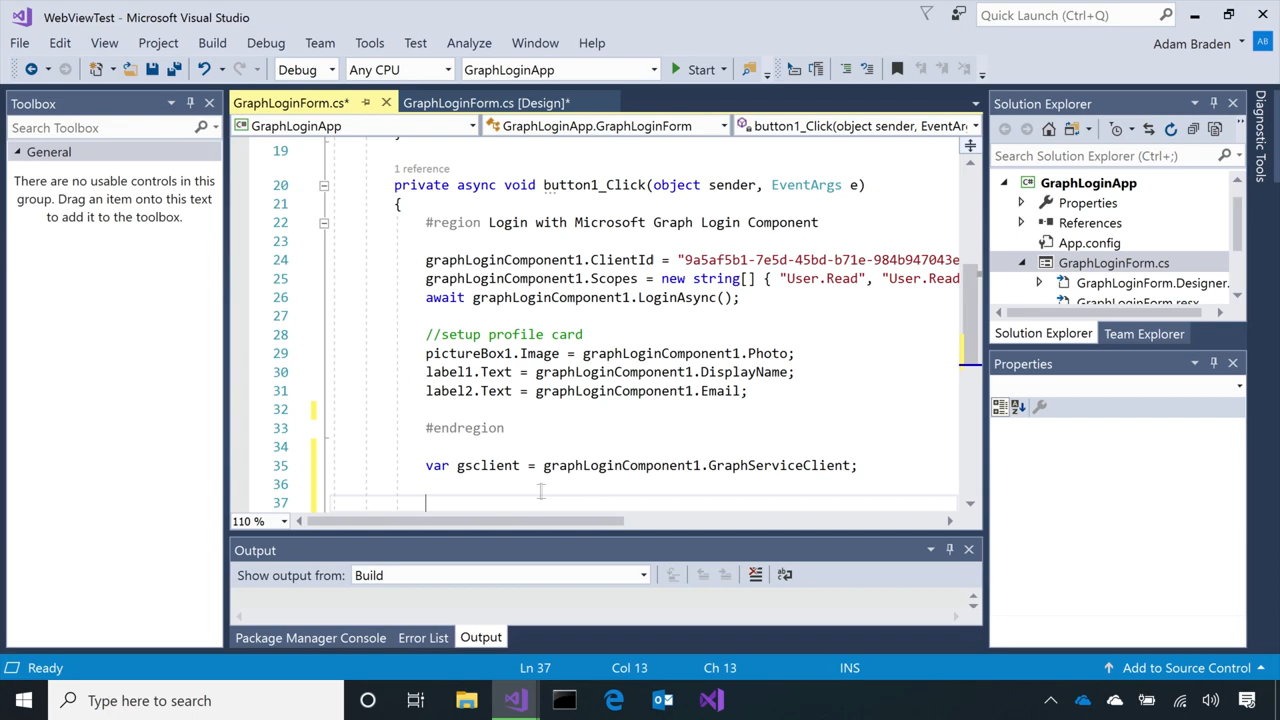 WebViewTest - Microsoft Visual Studio
Quick Launch (Ctrl+Q)
File Edit View Project Build Debug Team Tools Test Analyze Window Help
Adam Braden AB
Debug Any CPU GraphLoginApp Start
Toolbox
Search Toolbox
General
There are no usable controls in this
group. Drag an item onto this text
to add it to the toolbox.
GraphLoginForm.cs* GraphLoginForm.cs [Design]*
GraphLoginApp GraphLoginApp.GraphLoginForm button1_Click(object sender, EventAr
19
1 reference
20 private async void button1_Click(object sender, EventArgs e)
21 {
22 #region Login with Microsoft Graph Login Component
23
24 graphLoginComponent1.ClientId = "9a5af5b1-7e5d-45bd-b71e-984b947043e
25 graphLoginComponent1.Scopes = new string[] { "User.Read", "User.Read
26 await graphLoginComponent1.LoginAsync();
27
28 //setup profile card
29 pictureBox1.Image = graphLoginComponent1.Photo;
30 label1.Text = graphLoginComponent1.DisplayName;
31 label2.Text = graphLoginComponent1.Email;
32
33 #endregion
34
35 var gsclient = graphLoginComponent1.GraphServiceClient;
36
37
110 %
Output
Show output from: Build
Package Manager Console Error List Output
Solution Explorer
Search Solution Explorer (Ctrl+;)
GraphLoginApp
Properties
References
App.config
GraphLoginForm.cs
GraphLoginForm.Designer.
GraphLoginForm.resx
Solution Explorer Team Explorer
Properties
Diagnostic Tools
Ready Ln 37 Col 13 Ch 13 INS Add to Source Control
Type here to search